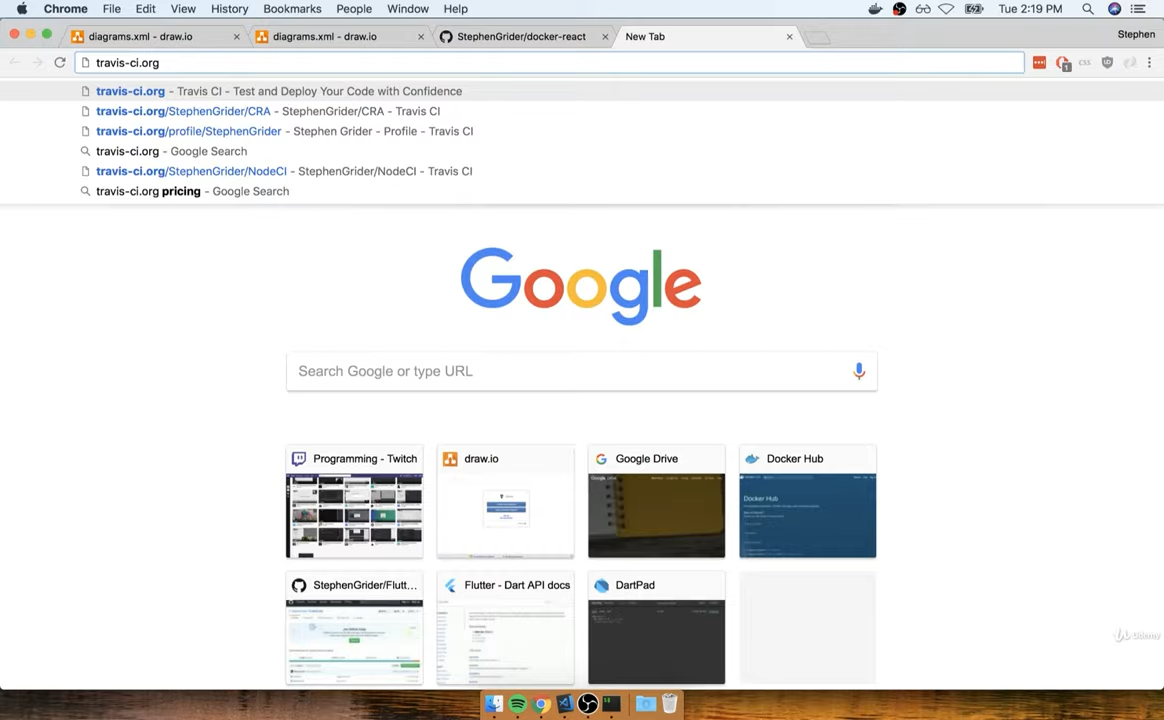 Chrome File Edit View History Bookmarks People Window Help Tue 2:19 PM
diagrams.xml - draw.io diagrams.xml - draw.io StephenGrider/docker-react New Tab Stephen
travis-ci.org
travis-ci.org - Travis CI - Test and Deploy Your Code with Confidence
travis-ci.org/StephenGrider/CRA - StephenGrider/CRA - Travis CI
travis-ci.org/profile/StephenGrider - Stephen Grider - Profile - Travis CI
travis-ci.org - Google Search
travis-ci.org/StephenGrider/NodeCI - StephenGrider/NodeCI - Travis CI
travis-ci.org pricing - Google Search
Google
Search Google or type URL
Programming - Twitch draw.io Google Drive Docker Hub
Docker Hub
StephenGrider/Flutt... Flutter - Dart API docs DartPad
Udemy